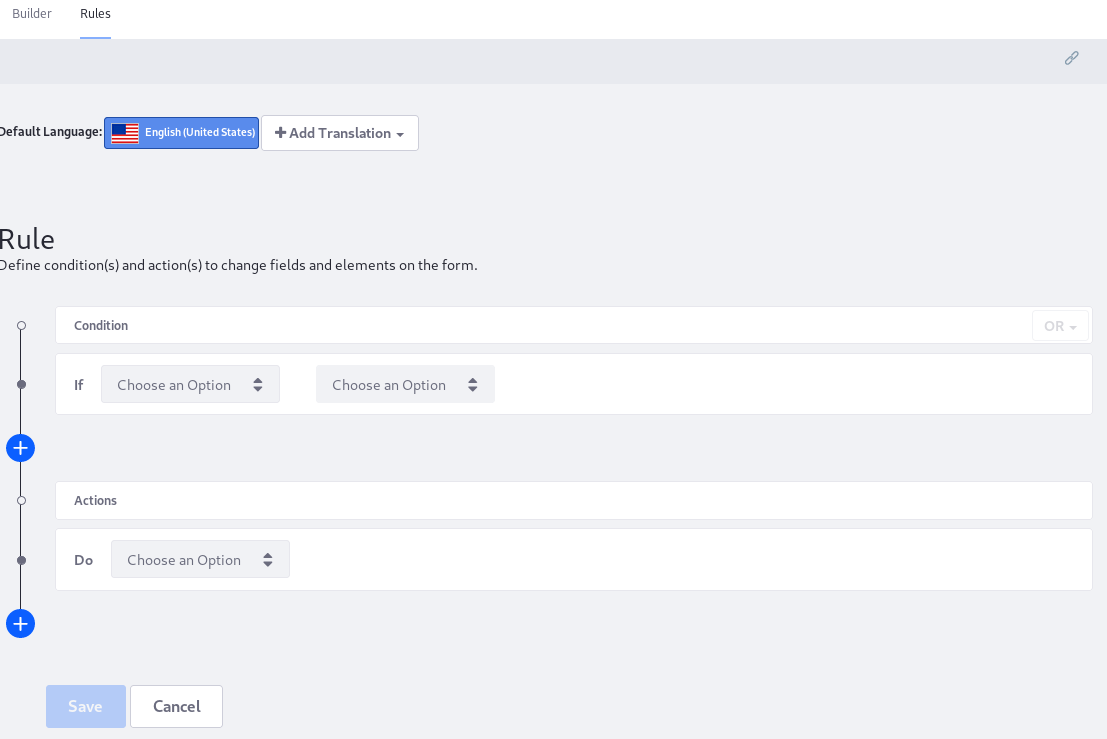 Builder Rules
Default Language: English (United States) Add Translation
Rule
Define condition(s) and action(s) to change fields and elements on the form.
Condition OR
If Choose an Option Choose an Option
Actions
Do Choose an Option
Save Cancel